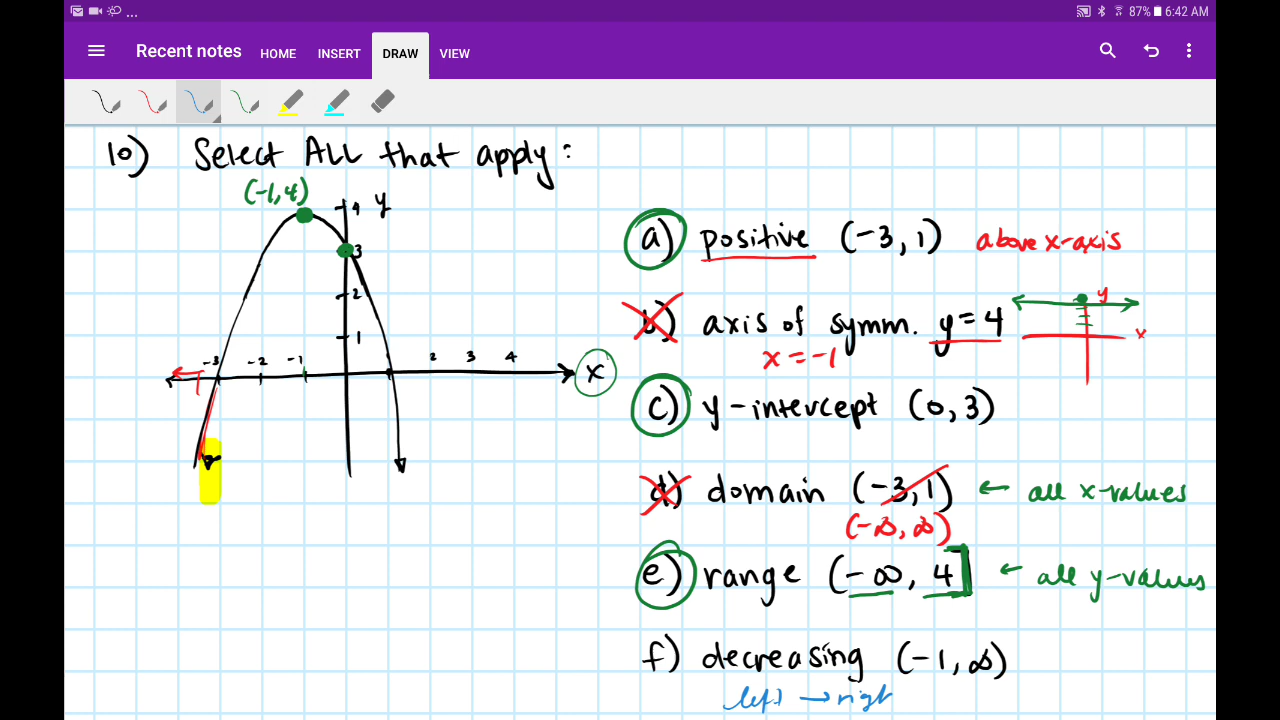 ... 87% 6:42 AM
Recent notes HOME INSERT DRAW VIEW
10) Select ALL that apply:
(-1,4)
4 y
3
2
1
-3 -2 -1 2 3 4 x
a) positive (-3,1) above x-axis
b) axis of symm. y=4
x=-1
y
x
c) y-intercept (0,3)
d) domain (-3,1) ← all x-values
(-∞,∞)
e) range (-∞,4] ← all y-values
f) decreasing (-1,∞)
left → righ